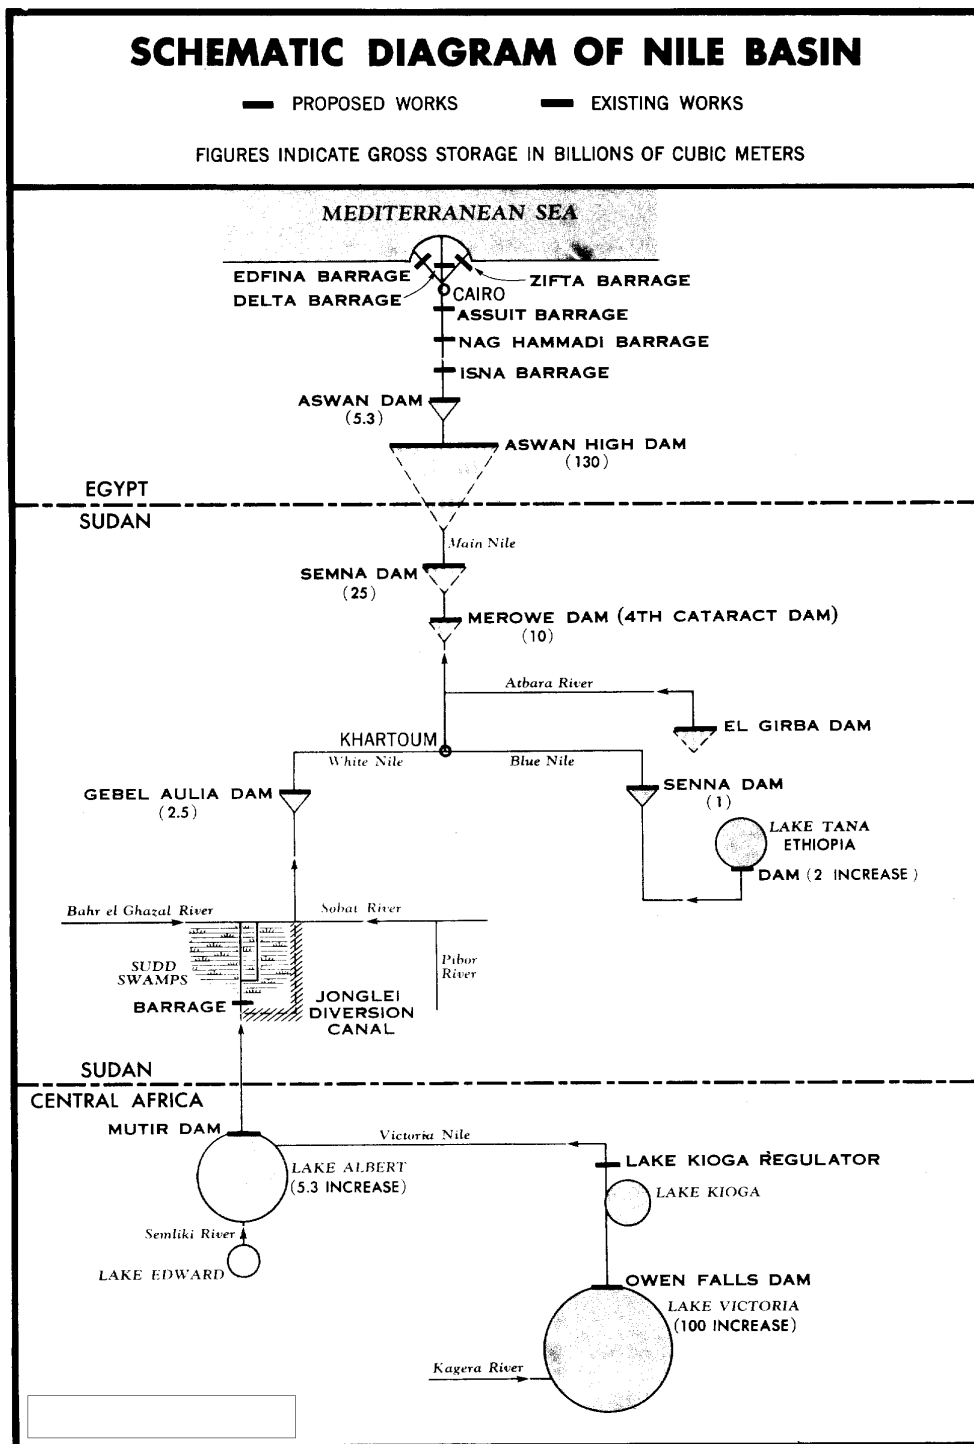 SCHEMATIC DIAGRAM OF NILE BASIN
PROPOSED WORKS
EXISTING WORKS
FIGURES INDICATE GROSS STORAGE IN BILLIONS OF CUBIC METERS
MEDITERRANEAN SEA
EDFINA BARRAGE
ZIFTA BARRAGE
DELTA BARRAGE
CAIRO
ASSUIT BARRAGE
NAG HAMMADI BARRAGE
ISNA BARRAGE
ASWAN DAM
(5.3)
ASWAN HIGH DAM
(130)
EGYPT
SUDAN
Main Nile
SEMNA DAM
(25)
MEROWE DAM (4TH CATARACT DAM)
(10)
Atbara River
EL GIRBA DAM
KHARTOUM
White Nile
Blue Nile
GEBEL AULIA DAM
(2.5)
SENNA DAM
(1)
LAKE TANA
ETHIOPIA
DAM (2 INCREASE)
Bahr el Ghazal River
Sobat River
SUDD
SWAMPS
Pibor
River
BARRAGE
JONGLEI
DIVERSION
CANAL
SUDAN
CENTRAL AFRICA
MUTIR DAM
Victoria Nile
LAKE ALBERT
(5.3 INCREASE)
LAKE KIOGA REGULATOR
LAKE KIOGA
Semliki River
LAKE EDWARD
OWEN FALLS DAM
LAKE VICTORIA
(100 INCREASE)
Kagera River